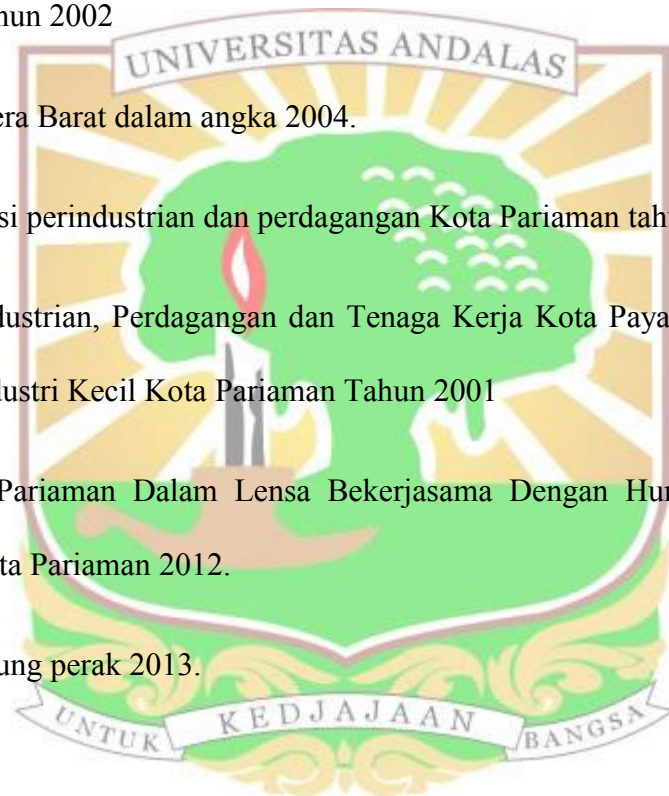 hun 2002
UNIVERSITAS ANDALAS
era Barat dalam angka 2004.
si perindustrian dan perdagangan Kota Pariaman tah
dustrian, Perdagangan dan Tenaga Kerja Kota Paya
dustri Kecil Kota Pariaman Tahun 2001
Pariaman Dalam Lensa Bekerjasama Dengan Hu
ta Pariaman 2012.
ung perak 2013.
UNTUK KEDJAJAAN BANGSA